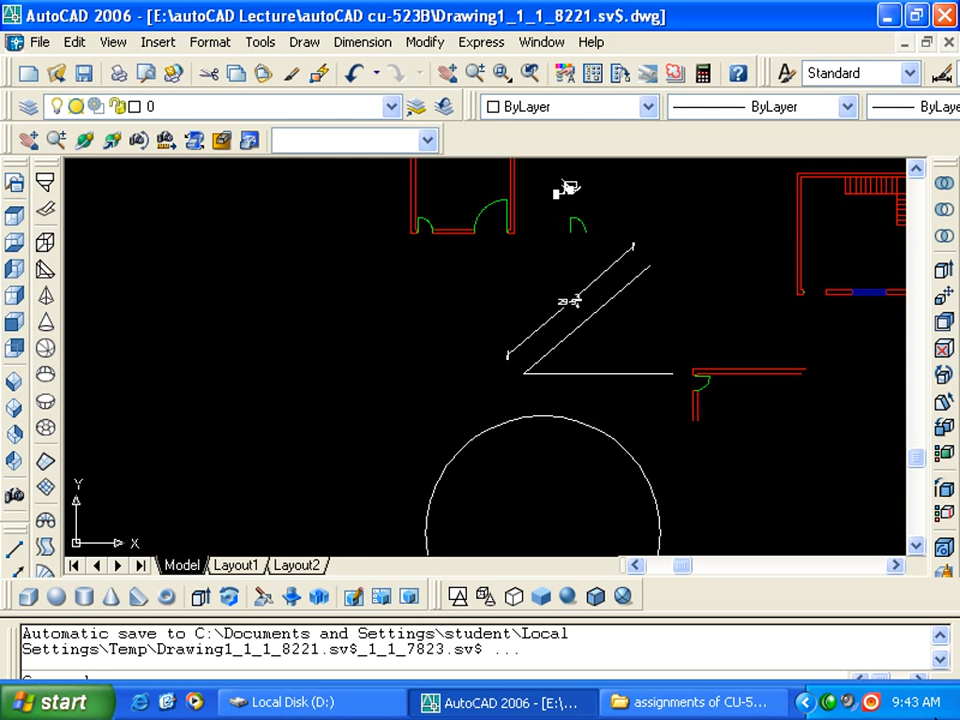 AutoCAD 2006 - [E:\autoCAD Lecture\autoCAD cu-523B\Drawing1_1_1_8221.sv$.dwg]
File Edit View Insert Format Tools Draw Dimension Modify Express Window Help
Standard
0 ByLayer ByLayer ByLaye
Y
X
Model Layout1 Layout2
Automatic save to C:\Documents and Settings\student\Local
Settings\Temp\Drawing1_1_1_8221.sv$_1_1_7823.sv$ ...
start Local Disk (D:) AutoCAD 2006 - [E:\... assignments of CU-5... 9:43 AM